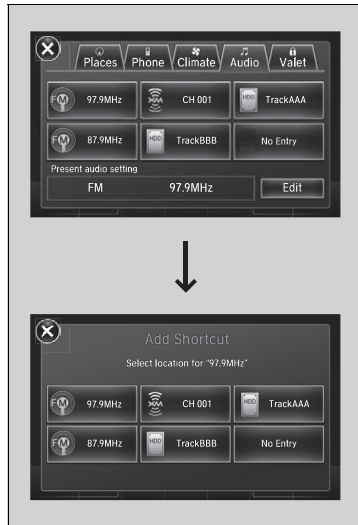 Places Phone Climate Audio Valet
FM 97.9MHz XM CH 001 HDD TrackAAA
FM 87.9MHz HDD TrackBBB No Entry
Present audio setting
FM 97.9MHz Edit
Add Shortcut
Select location for "97.9MHz"
FM 97.9MHz XM CH 001 HDD TrackAAA
FM 87.9MHz HDD TrackBBB No Entry